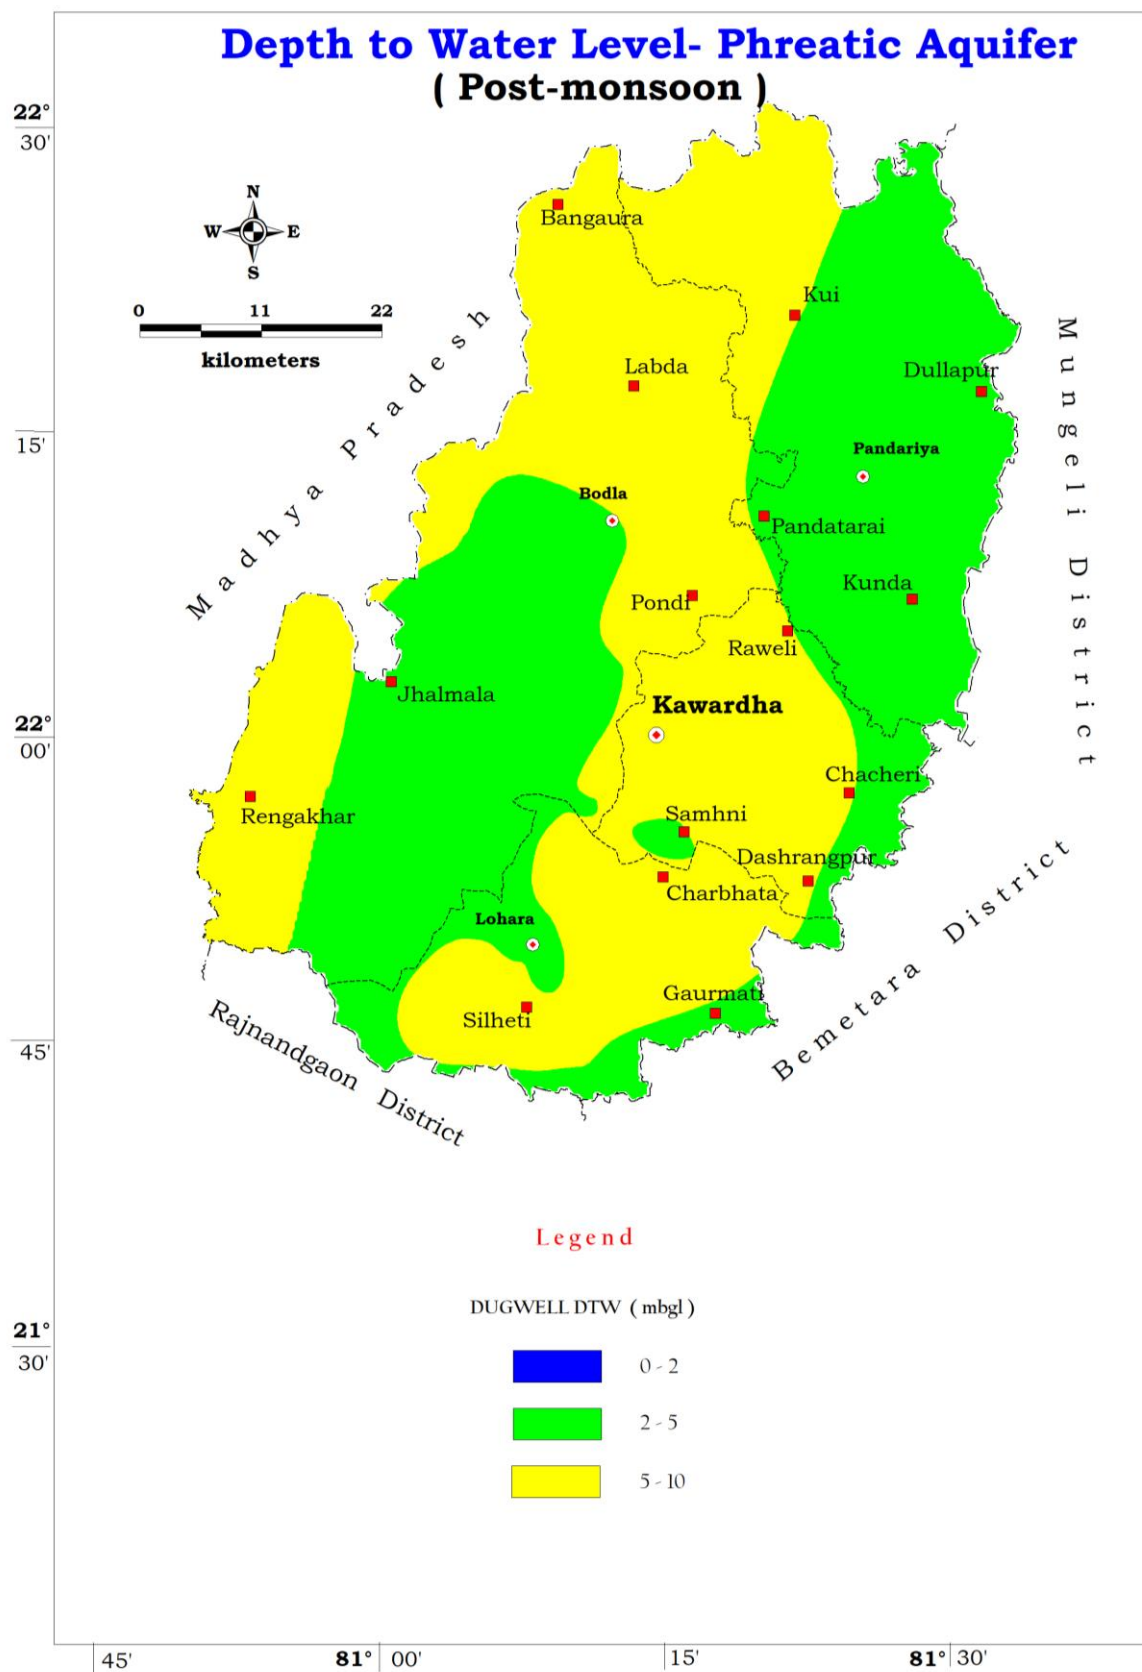 Depth to Water Level- Phreatic Aquifer
( Post-monsoon )
22°
30'
N
W E
S
0 11 22
kilometers
Bangaura
Kui
Labda
Dullapur
Madhya Pradesh
Mungeli District
15'
Pandariya
Bodla
Pandatarai
Kunda
Pondi
Raweli
Jhalmala
Kawardha
22°
00'
Chacheri
Rengakhar
Samhni
Dashrangpur
Charbhata
Lohara
Gaurmati
Silheti
Bemetara District
Rajnandgaon District
45'
Legend
DUGWELL DTW ( mbgl )
21°
30'
0 - 2
2 - 5
5 - 10
45' 81° 00' 15' 81° 30'